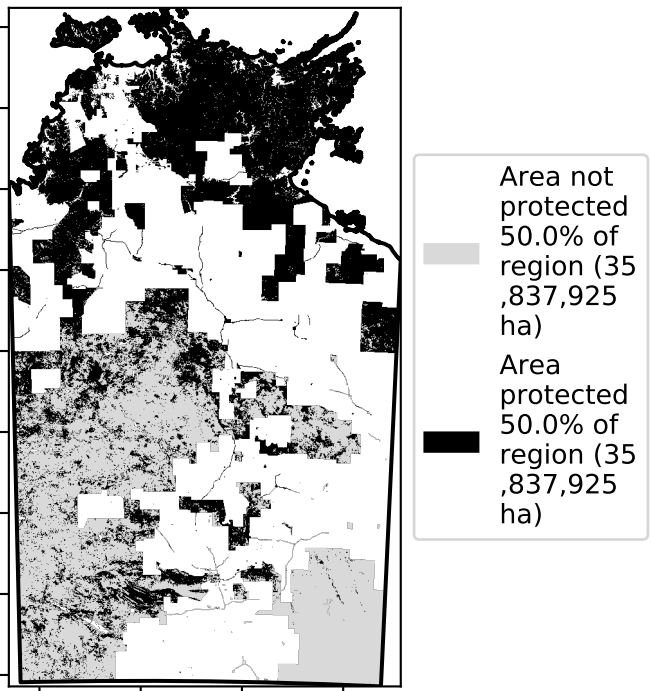 Area not
protected
50.0% of
region (35
,837,925
ha)
Area
protected
50.0% of
region (35
,837,925
ha)